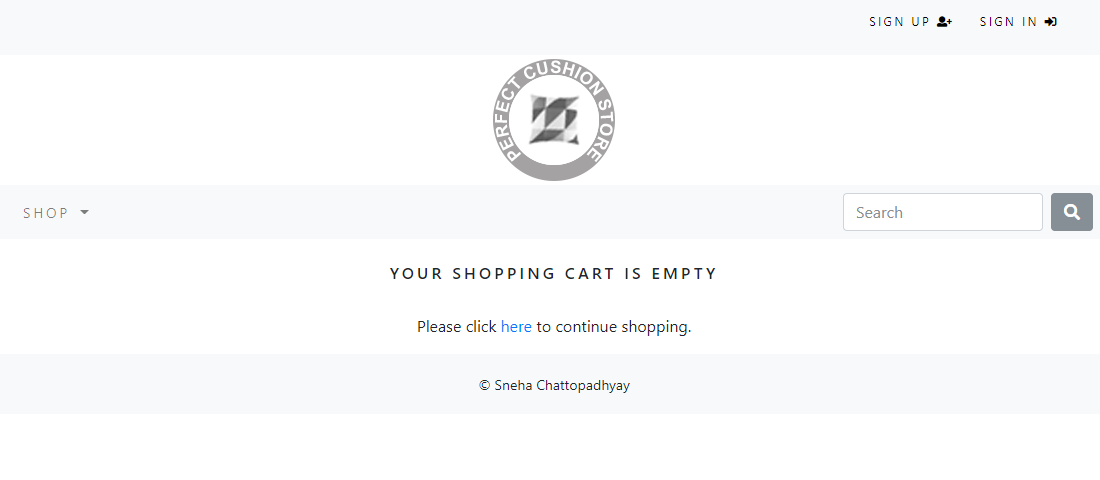 SIGN UP SIGN IN
PERFECT CUSHION STORE
SHOP Search
YOUR SHOPPING CART IS EMPTY
Please click here to continue shopping.
© Sneha Chattopadhyay